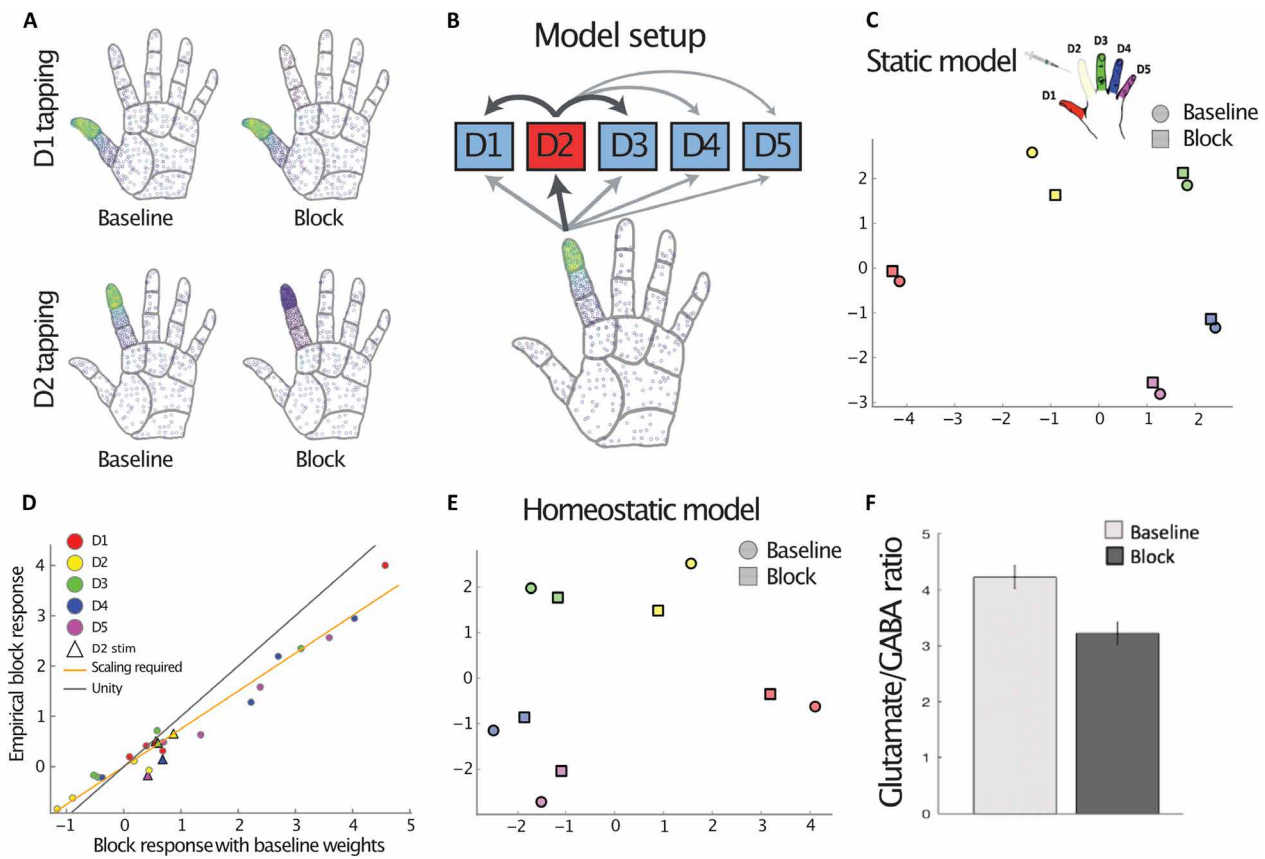 A
D1 tapping
Baseline
Block
D2 tapping
Baseline
Block
B
Model setup
D1
D2
D3
D4
D5
C
Static model
D1
D2
D3
D4
D5
Baseline
Block
2
1
0
−1
−2
−3
−4
−3
−2
−1
0
1
2
D
D1
D2
D3
D4
D5
D2 stim
Scaling required
Unity
Empirical block response
4
3
2
1
0
−1
0
1
2
3
4
5
Block response with baseline weights
E
Homeostatic model
Baseline
Block
2
1
0
−1
−2
−2
−1
0
1
2
3
4
F
Glutamate/GABA ratio
Baseline
Block
5
4
3
2
1
0